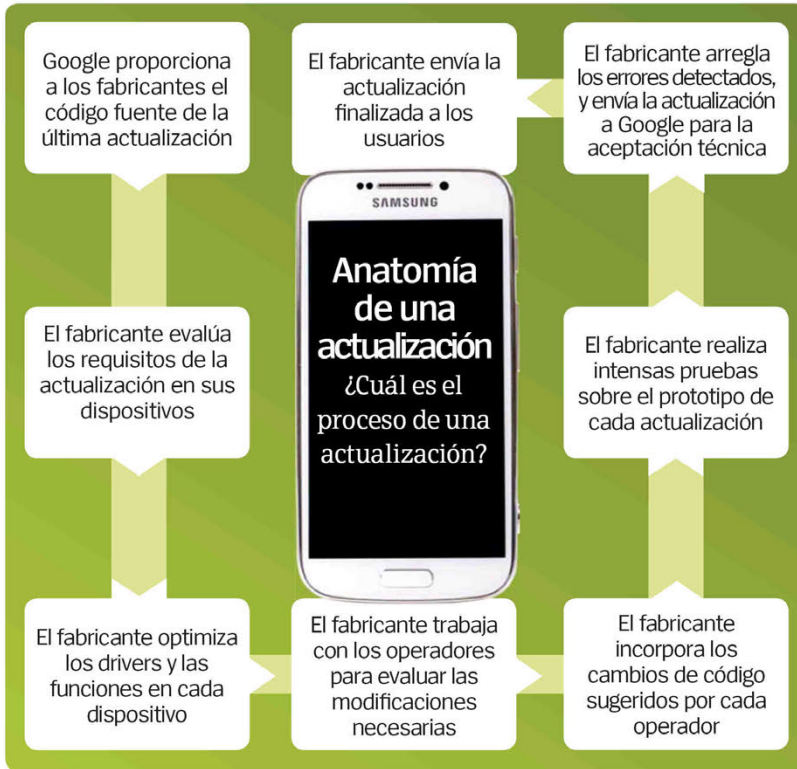 Google proporciona
a los fabricantes el
código fuente de la
última actualización
El fabricante evalúa
los requisitos de la
actualización en sus
dispositivos
El fabricante optimiza
los drivers y las
funciones en cada
dispositivo
El fabricante trabaja
con los operadores
para evaluar las
modificaciones
necesarias
El fabricante
incorpora los
cambios de código
sugeridos por cada
operador
El fabricante realiza
intensas pruebas
sobre el prototipo de
cada actualización
El fabricante arregla
los errores detectados,
y envía la actualización
a Google para la
aceptación técnica
El fabricante envía la
actualización
finalizada a los
usuarios
SAMSUNG
Anatomía
de una
actualización
¿Cuál es el
proceso de una
actualización?